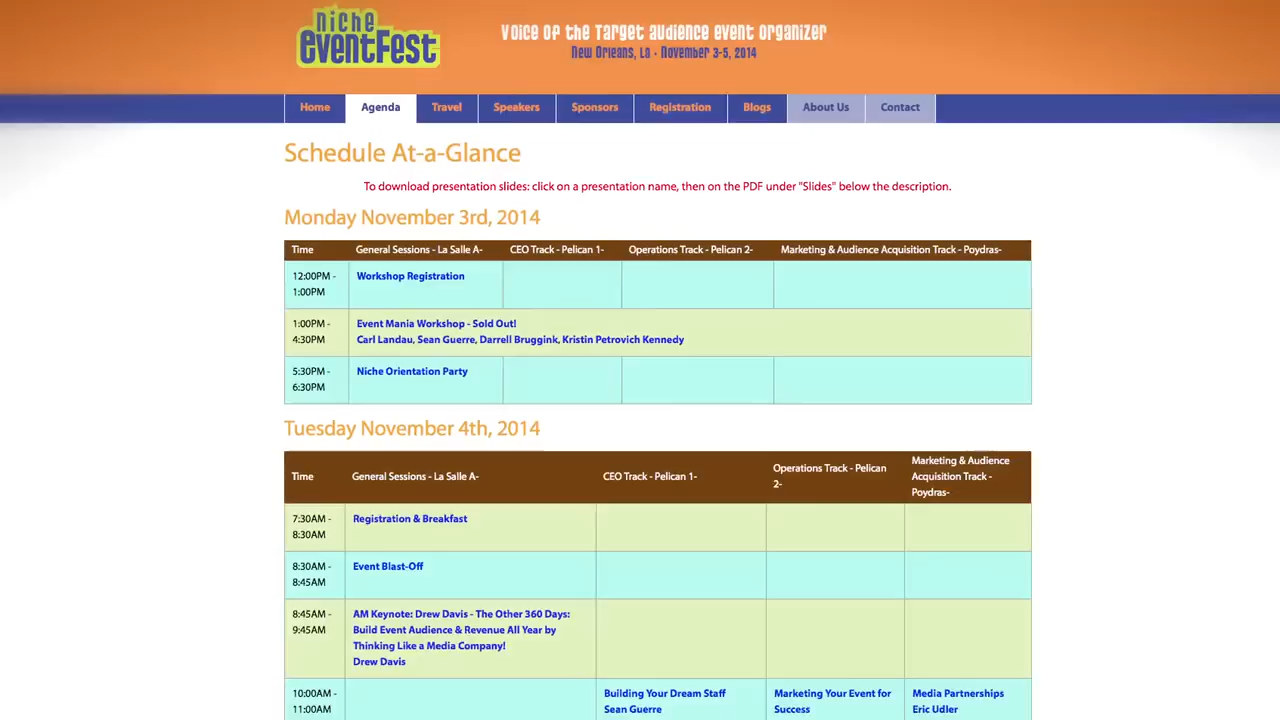 Niche
EventFest
Voice of the Target audience event organizer
New Orleans, LA • November 3-5, 2014
Home Agenda Travel Speakers Sponsors Registration Blogs About Us Contact
Schedule At-a-Glance
To download presentation slides: click on a presentation name, then on the PDF under "Slides" below the description.
Monday November 3rd, 2014
Time General Sessions - La Salle A- CEO Track - Pelican 1- Operations Track - Pelican 2- Marketing & Audience Acquisition Track - Poydras-
12:00PM - Workshop Registration
1:00PM
1:00PM - Event Mania Workshop - Sold Out!
4:30PM Carl Landau, Sean Guerre, Darrell Bruggink, Kristin Petrovich Kennedy
5:30PM - Niche Orientation Party
6:30PM
Tuesday November 4th, 2014
Time General Sessions - La Salle A- CEO Track - Pelican 1- Operations Track - Pelican
2-
Marketing & Audience
Acquisition Track -
Poydras-
7:30AM - Registration & Breakfast
8:30AM
8:30AM - Event Blast-Off
8:45AM
8:45AM - AM Keynote: Drew Davis - The Other 360 Days:
9:45AM Build Event Audience & Revenue All Year by
Thinking Like a Media Company!
Drew Davis
10:00AM - Building Your Dream Staff Marketing Your Event for Media Partnerships
11:00AM Sean Guerre Success Eric Udler